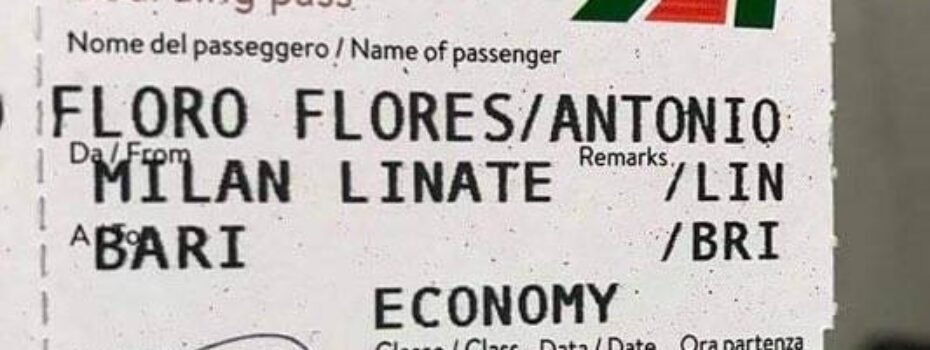 Nome del passeggero / Name of passenger
FLORO FLORES/ANTONIO
Da / From Remarks
MILAN LINATE /LIN
A / To
BARI /BRI
ECONOMY
Classe / Class Data / Date Ora partenza